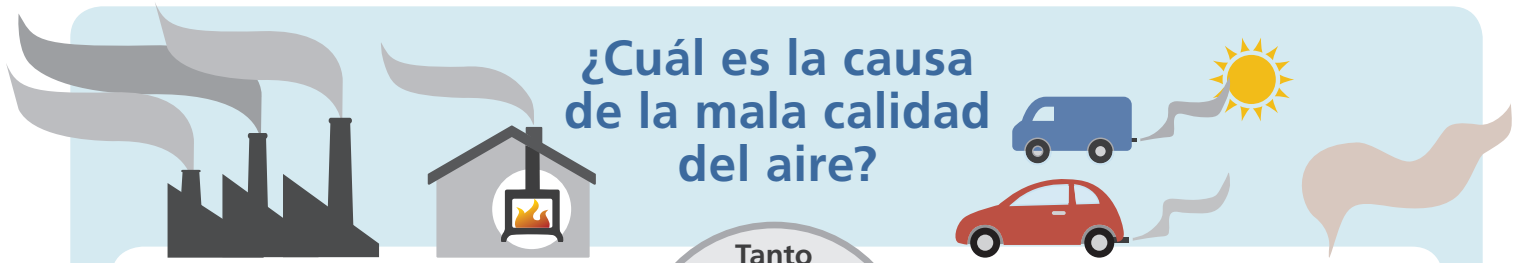 ¿Cuál es la causa
de la mala calidad
del aire?
Tanto